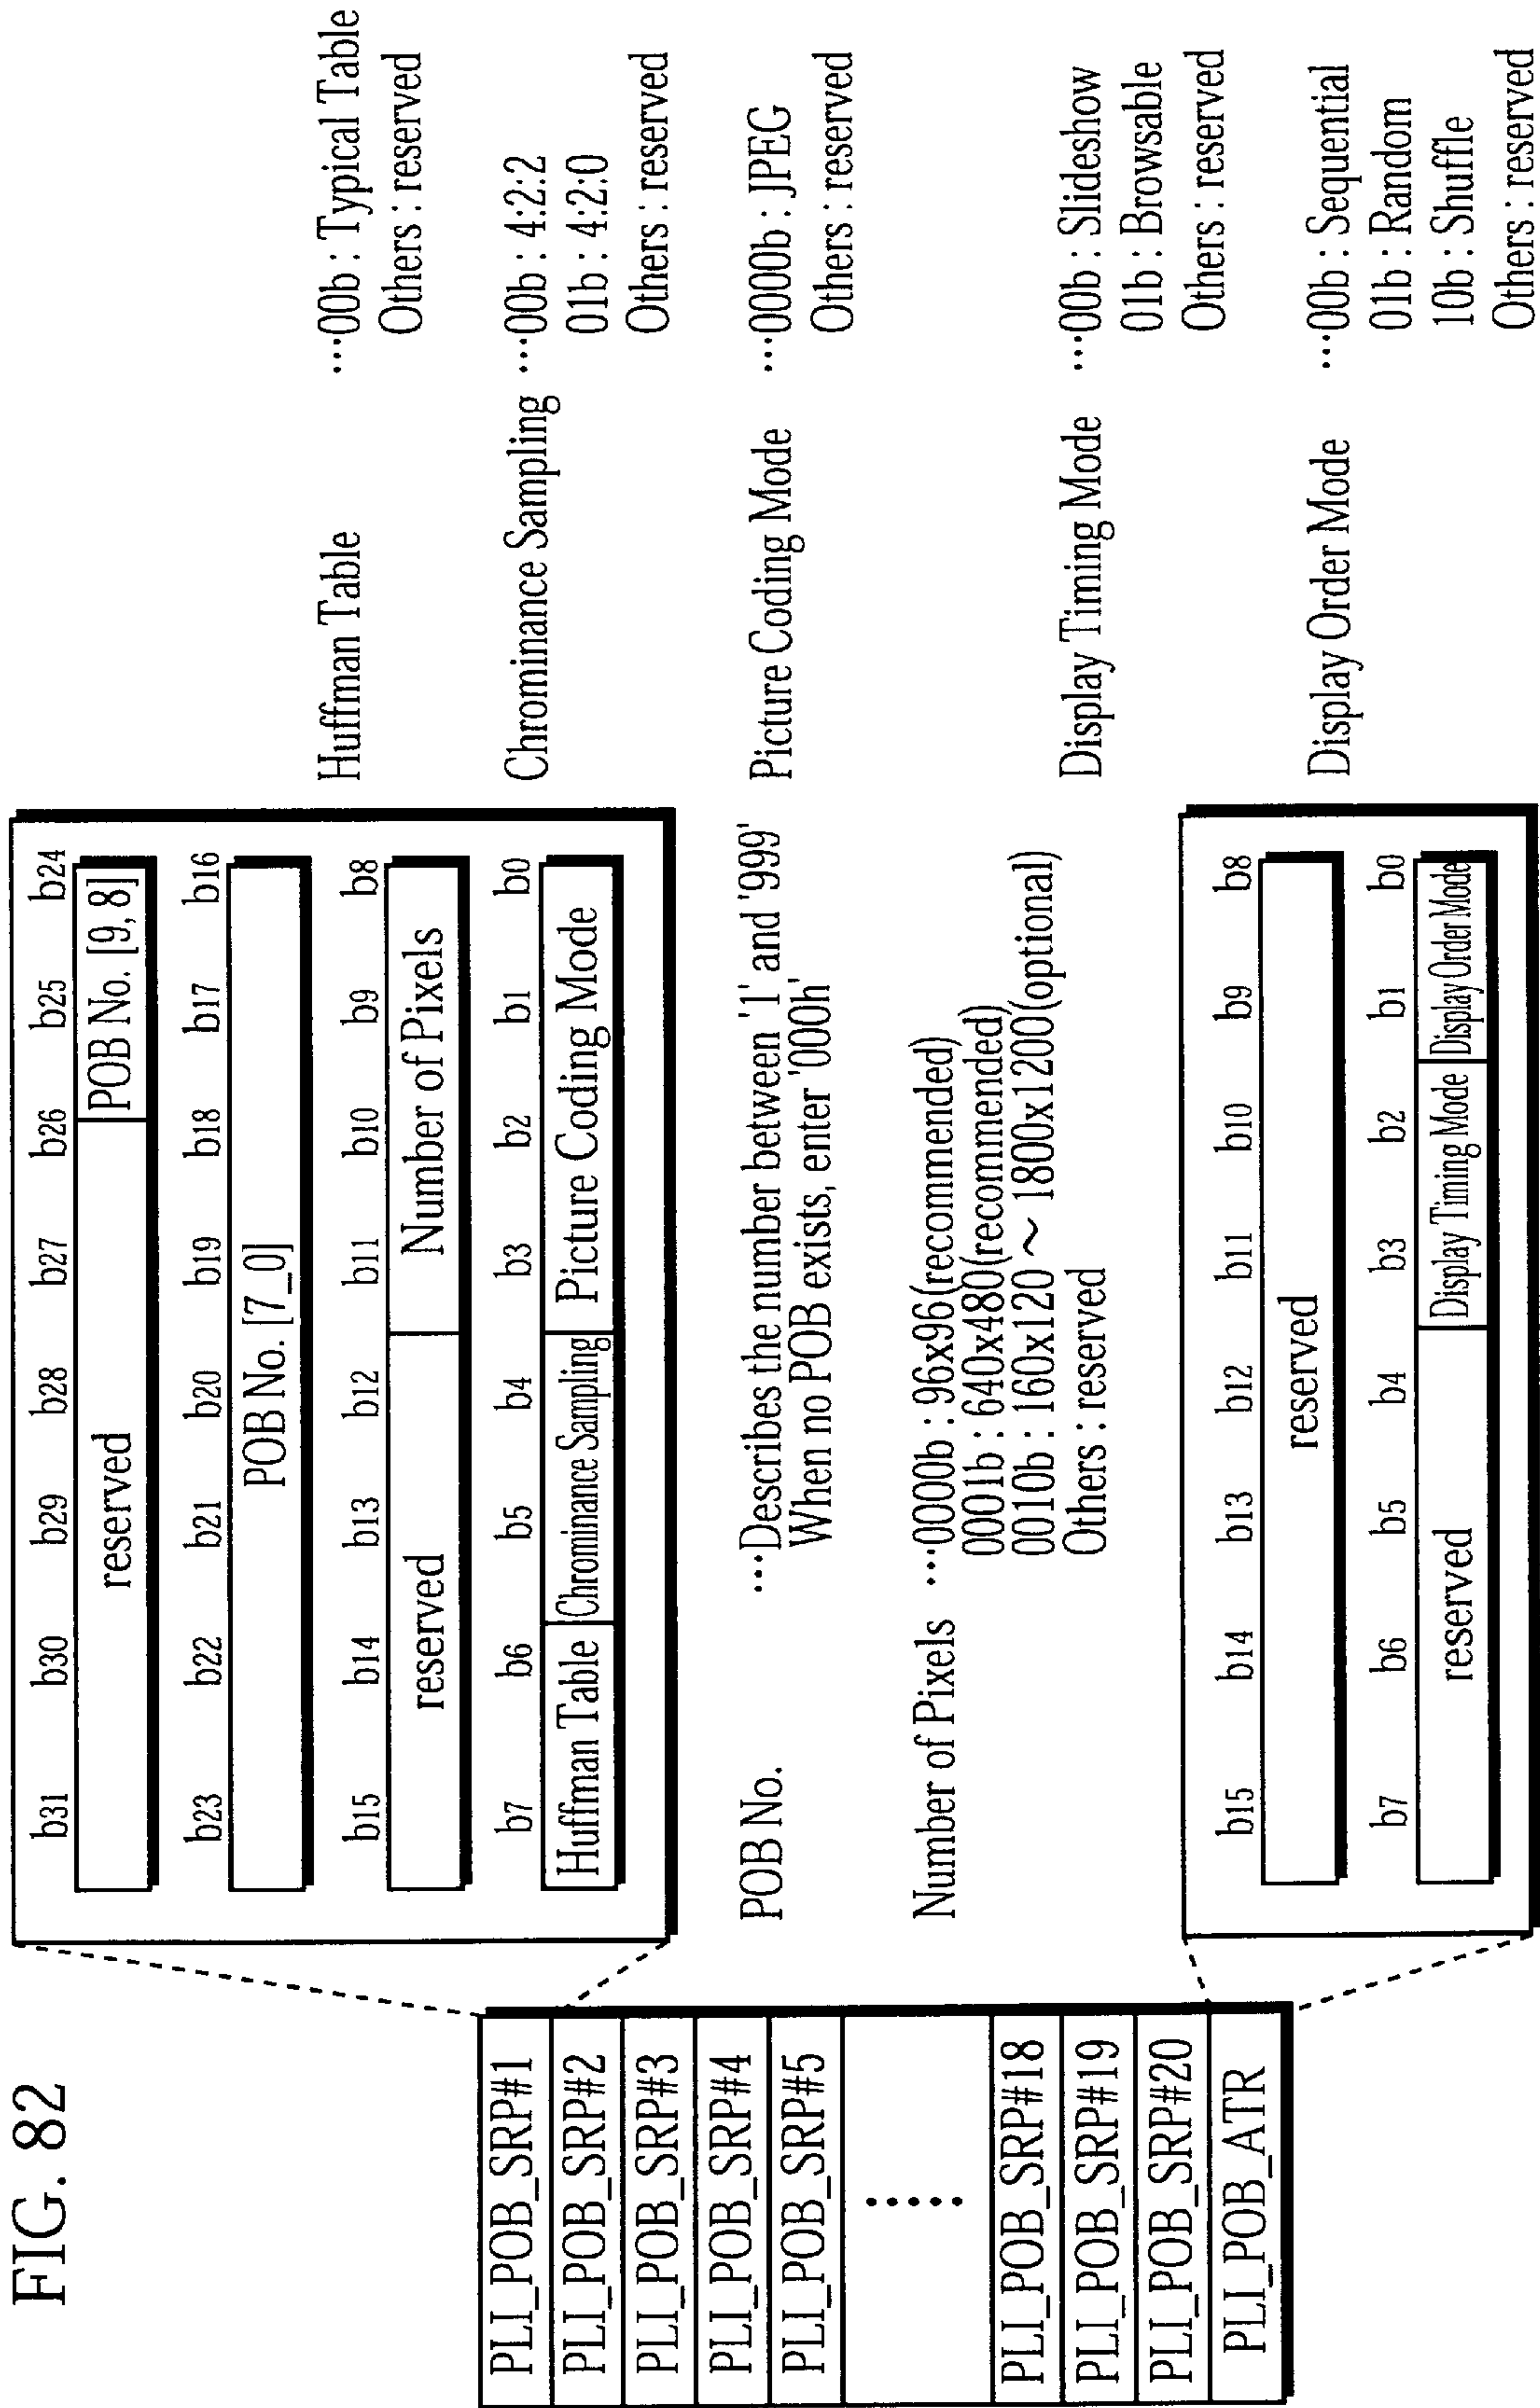 FIG. 82
PLI_POB_SRP#1
PLI_POB_SRP#2
PLI_POB_SRP#3
PLI_POB_SRP#4
PLI_POB_SRP#5
·····
PLI_POB_SRP#18
PLI_POB_SRP#19
PLI_POB_SRP#20
PLI_POB_ATR
b31 b30 b29 b28 b27 b26 b25 b24
reserved POB No. [9,8]
b23 b22 b21 b20 b19 b18 b17 b16
POB No. [7_0]
b15 b14 b13 b12 b11 b10 b9 b8
reserved Number of Pixels
b7 b6 b5 b4 b3 b2 b1 b0
Huffman Table Chrominance Sampling Picture Coding Mode
POB No. ···Describes the number between '1' and '999'
When no POB exists, enter '000h'
Number of Pixels ···0000b : 96x96(recommended)
0001b : 640x480(recommended)
0010b : 160x120 ~ 1800x1200(optional)
Others : reserved
b15 b14 b13 b12 b11 b10 b9 b8
reserved
b7 b6 b5 b4 b3 b2 b1 b0
reserved Display Timing Mode Display Order Mode
Huffman Table ···00b : Typical Table
Others : reserved
Chrominance Sampling ···00b : 4:2:2
01b : 4:2:0
Others : reserved
Picture Coding Mode ···0000b : JPEG
Others : reserved
Display Timing Mode ···00b : Slideshow
01b : Browsable
Others : reserved
Display Order Mode ···00b : Sequential
01b : Random
10b : Shuffle
Others : reserved